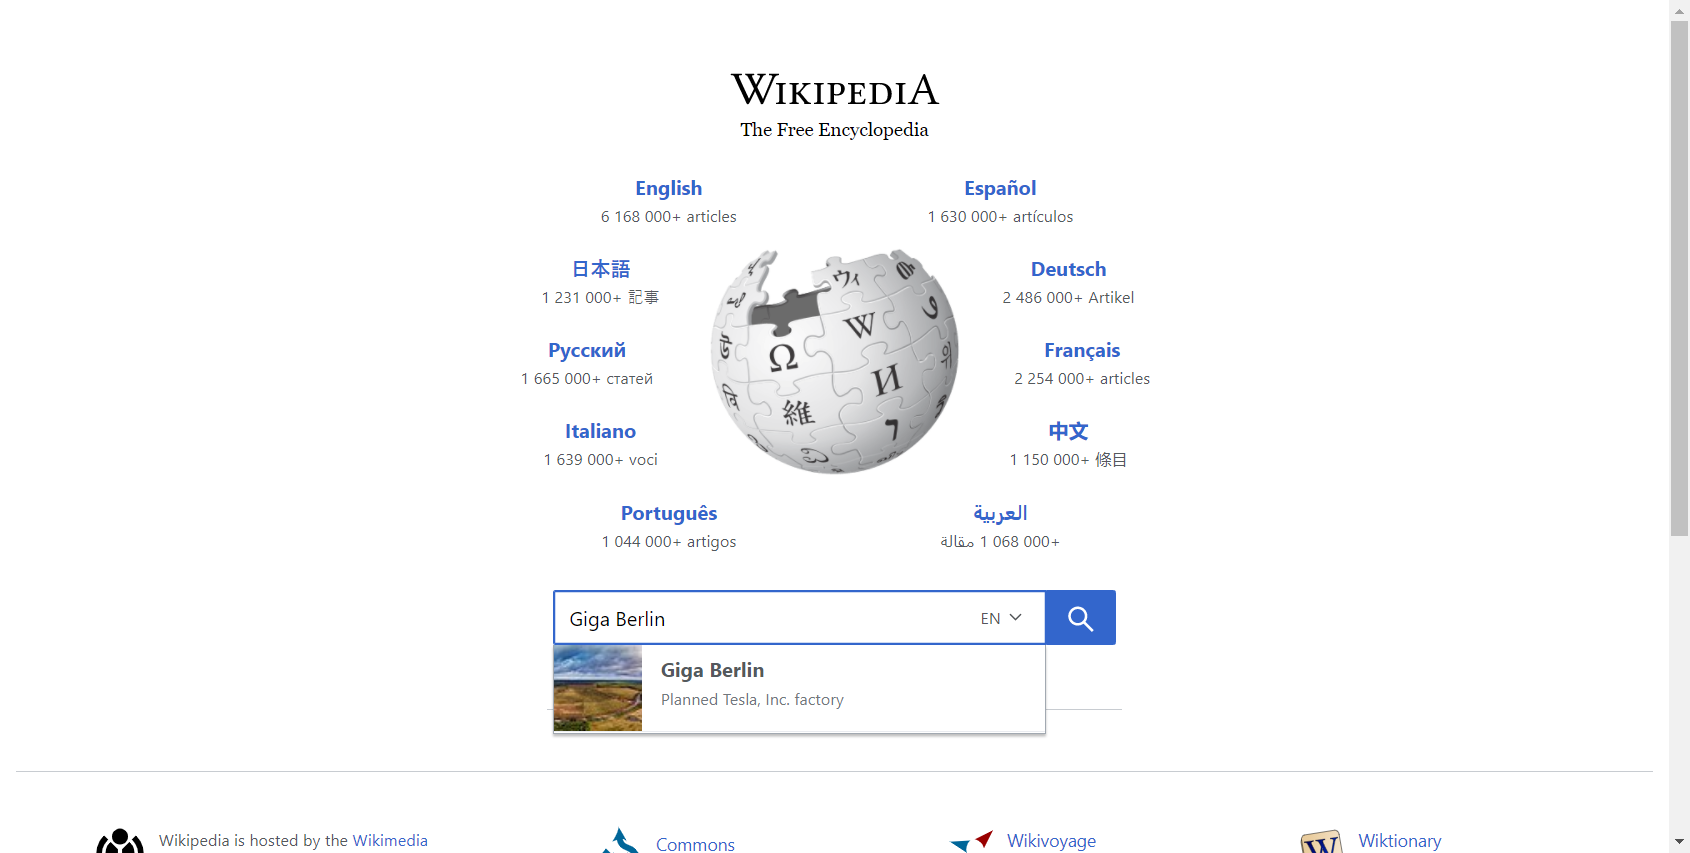 WIKIPEDIA
The Free Encyclopedia
English
6 168 000+ articles
Español
1 630 000+ artículos
日本語
1 231 000+ 記事
Deutsch
2 486 000+ Artikel
Русский
1 665 000+ статей
Français
2 254 000+ articles
Italiano
1 639 000+ voci
中文
1 150 000+ 條目
Português
1 044 000+ artigos
العربية
1 068 000+ مقالة
Ω
W
И
維
ウィ
Giga Berlin
EN
Giga Berlin
Planned Tesla, Inc. factory
Wikipedia is hosted by the Wikimedia
Commons
Wikivoyage
W
Wiktionary